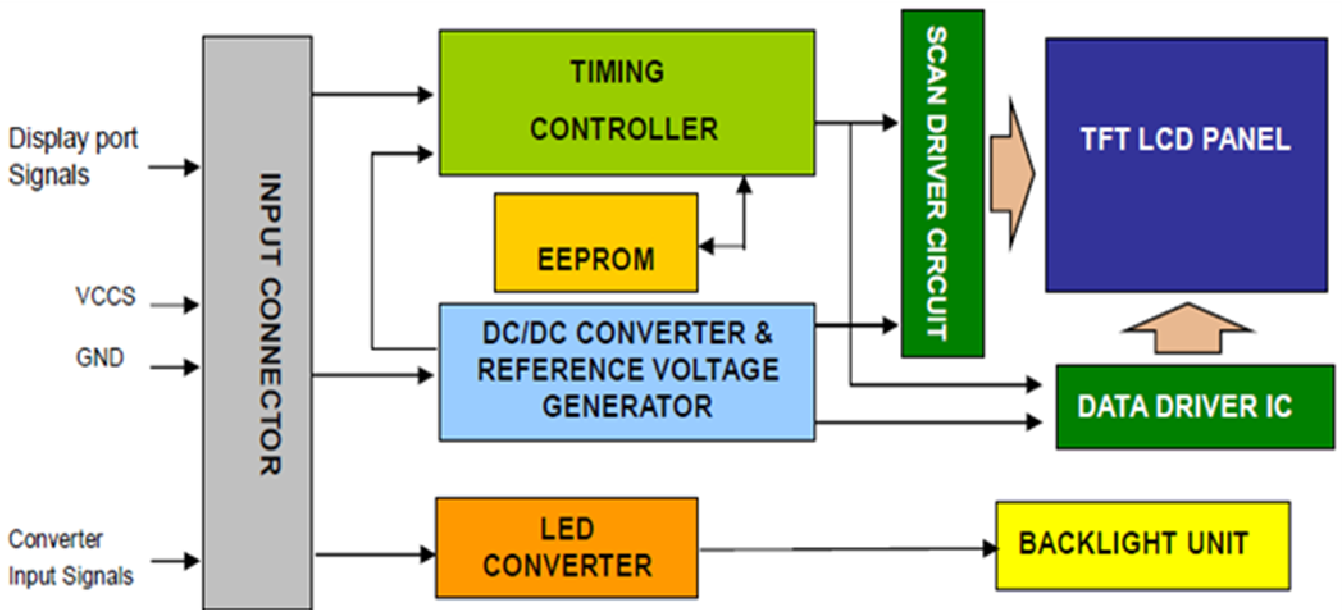 Display port
Signals
VCCS
GND
Converter
Input Signals
INPUT CONNECTOR
TIMING
CONTROLLER
EEPROM
DC/DC CONVERTER &
REFERENCE VOLTAGE
GENERATOR
LED
CONVERTER
SCAN DRIVER CIRCUIT
TFT LCD PANEL
DATA DRIVER IC
BACKLIGHT UNIT